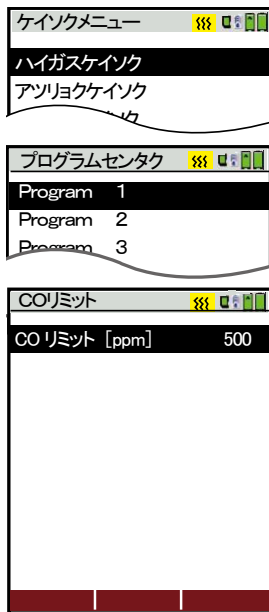 ケイソクメニュー
ハイガスケイソク
アツリョクケイソク
プログラムセンタク
Program 1
Program 2
Program 3
COリミット
CO リミット [ppm] 500